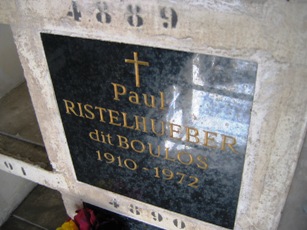 4889
Paul
RISTELHUEBER
dit BOULOS
1910-1972
4890